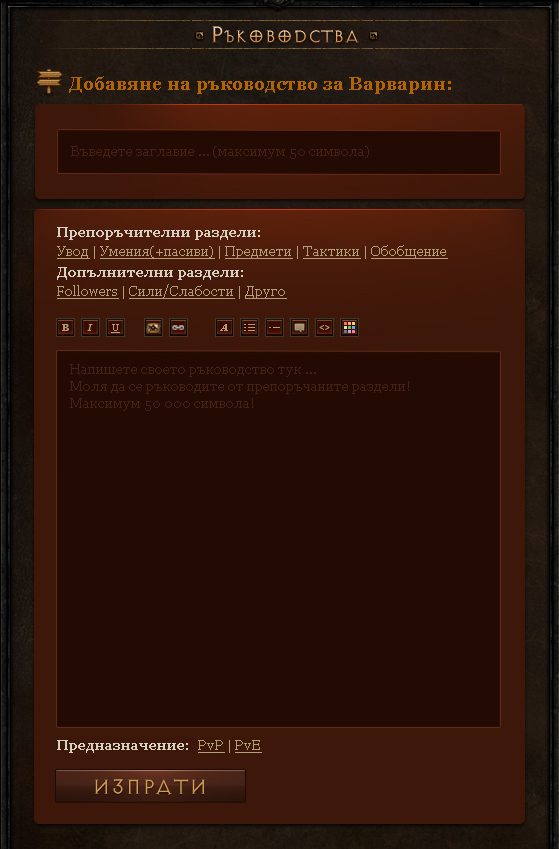 Ръководства
Добавяне на ръководство за Варварин:
Въведете заглавие ... (максимум 50 символа)
Препоръчителни раздели:
Увод | Умения(+пасиви) | Предмети | Тактики | Обобщение
Допълнителни раздели:
Followers | Сили/Слабости | Друго
B I U A <>
Напишете своето ръководство тук ...
Моля да се ръководите от препоръчаните раздели!
Максимум 50 000 символа!
Предназначение: PvP | PvE
ИЗПРАТИ